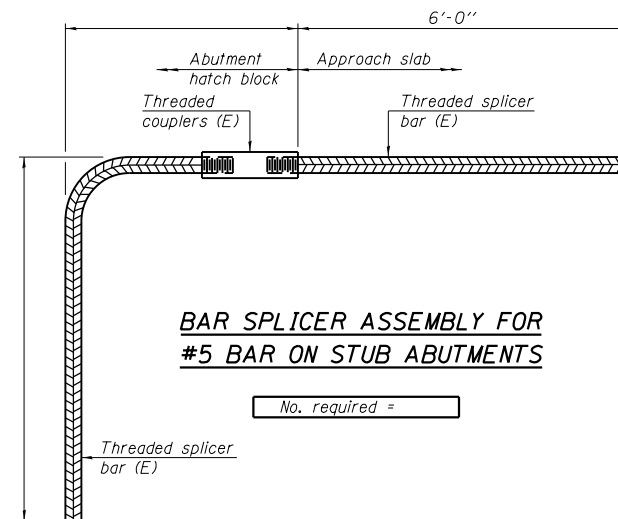 6'-0''
Abutment
hatch block
Approach slab
Threaded
couplers (E)
Threaded splicer
bar (E)
BAR SPLICER ASSEMBLY FOR
#5 BAR ON STUB ABUTMENTS
No. required =
Threaded splicer
bar (E)